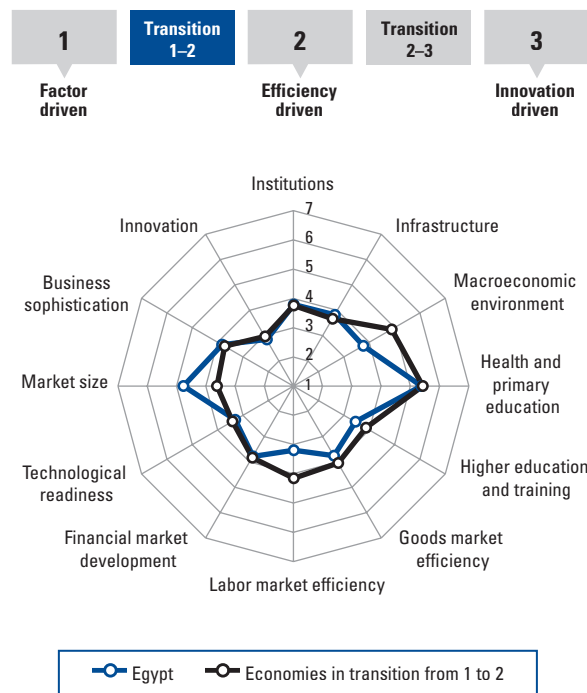 1
Transition
1–2
2
Transition
2–3
3
Factor
driven
Efficiency
driven
Innovation
driven
Institutions
7
Innovation
Infrastructure
6
5
Business
sophistication
Macroeconomic
environment
4
3
2
Market size
1
Health and
primary
education
Technological
readiness
Higher education
and training
Financial market
development
Goods market
efficiency
Labor market efficiency
Egypt
Economies in transition from 1 to 2